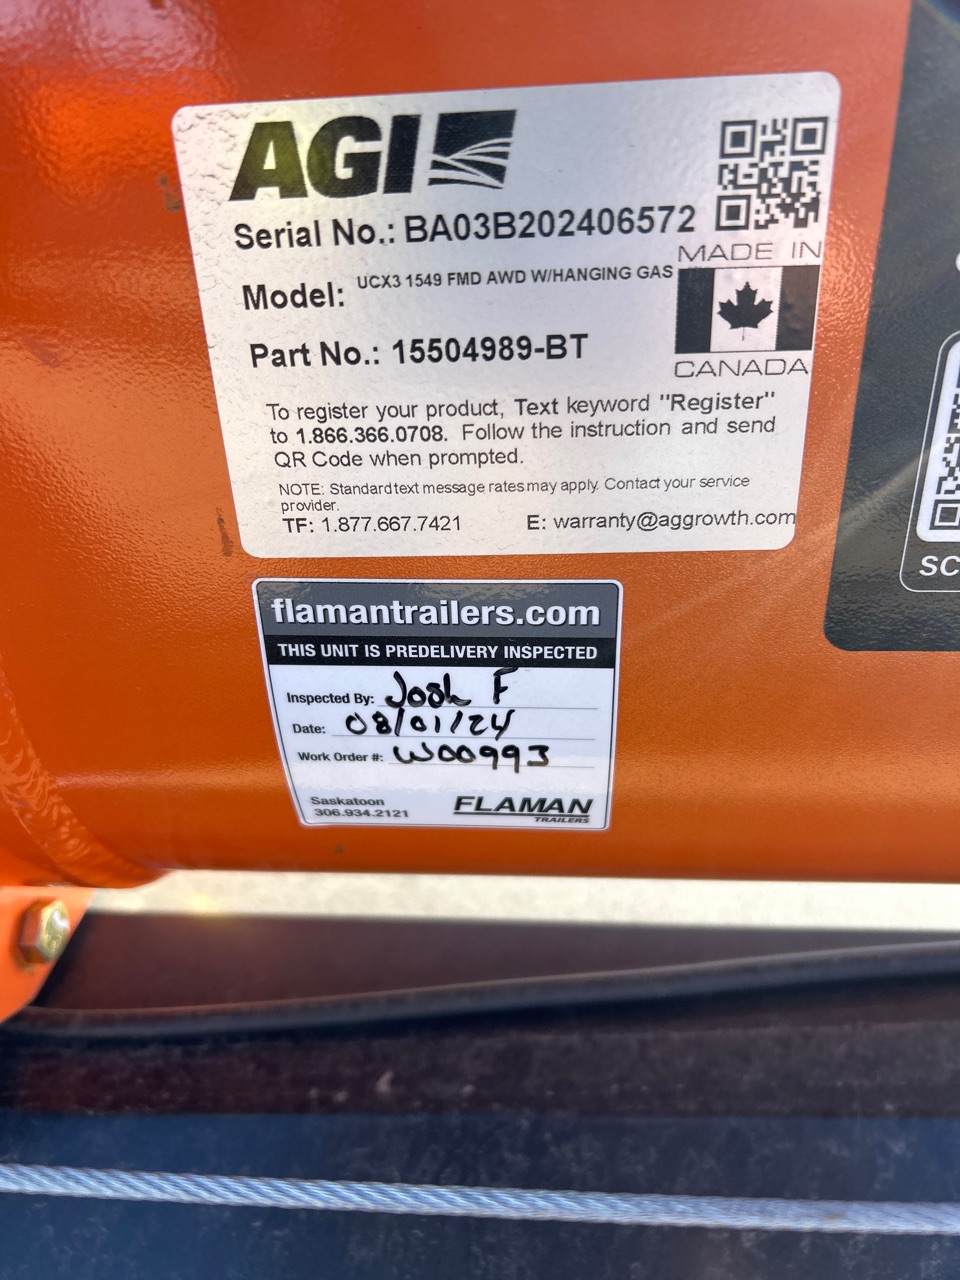 AGI
Serial No.: BA03B202406572
MADE IN
Model: UCX3 1549 FMD AWD W/HANGING GAS
Part No.: 15504989-BT
CANADA
To register your product, Text keyword "Register"
to 1.866.366.0708. Follow the instruction and send
QR Code when prompted.
NOTE: Standard text message rates may apply. Contact your service
provider.
TF: 1.877.667.7421 E: warranty@aggrowth.com
SC
flamantrailers.com
THIS UNIT IS PREDELIVERY INSPECTED
Inspected By: Josh F
Date: 08/01/24
Work Order #: W00993
Saskatoon
306.934.2121
FLAMAN
TRAILERS